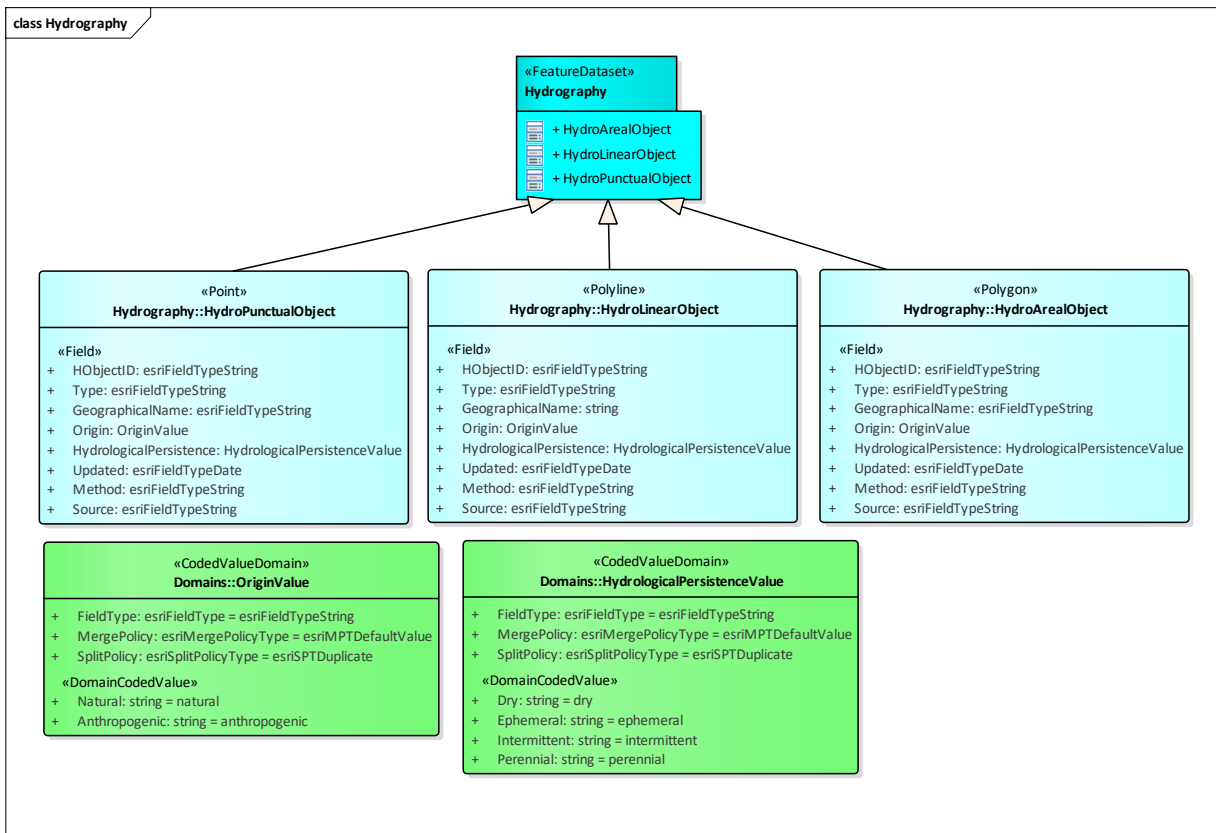 class Hydrography
«FeatureDataset»
Hydrography
+ HydroArealObject
+ HydroLinearObject
+ HydroPunctualObject
«Point»
Hydrography::HydroPunctualObject
«Field»
+ HObjectID: esriFieldTypeString
+ Type: esriFieldTypeString
+ GeographicalName: esriFieldTypeString
+ Origin: OriginValue
+ HydrologicalPersistence: HydrologicalPersistenceValue
+ Updated: esriFieldTypeDate
+ Method: esriFieldTypeString
+ Source: esriFieldTypeString
«Polyline»
Hydrography::HydroLinearObject
«Field»
+ HObjectID: esriFieldTypeString
+ Type: esriFieldTypeString
+ GeographicalName: string
+ Origin: OriginValue
+ HydrologicalPersistence: HydrologicalPersistenceValue
+ Updated: esriFieldTypeDate
+ Method: esriFieldTypeString
+ Source: esriFieldTypeString
«Polygon»
Hydrography::HydroArealObject
«Field»
+ HObjectID: esriFieldTypeString
+ Type: esriFieldTypeString
+ GeographicalName: esriFieldTypeString
+ Origin: OriginValue
+ HydrologicalPersistence: HydrologicalPersistenceValue
+ Updated: esriFieldTypeDate
+ Method: esriFieldTypeString
+ Source: esriFieldTypeString
«CodedValueDomain»
Domains::OriginValue
+ FieldType: esriFieldType = esriFieldTypeString
+ MergePolicy: esriMergePolicyType = esriMPTDefaultValue
+ SplitPolicy: esriSplitPolicyType = esriSPTDuplicate
«DomainCodedValue»
+ Natural: string = natural
+ Anthropogenic: string = anthropogenic
«CodedValueDomain»
Domains::HydrologicalPersistenceValue
+ FieldType: esriFieldType = esriFieldTypeString
+ MergePolicy: esriMergePolicyType = esriMPTDefaultValue
+ SplitPolicy: esriSplitPolicyType = esriSPTDuplicate
«DomainCodedValue»
+ Dry: string = dry
+ Ephemeral: string = ephemeral
+ Intermittent: string = intermittent
+ Perennial: string = perennial